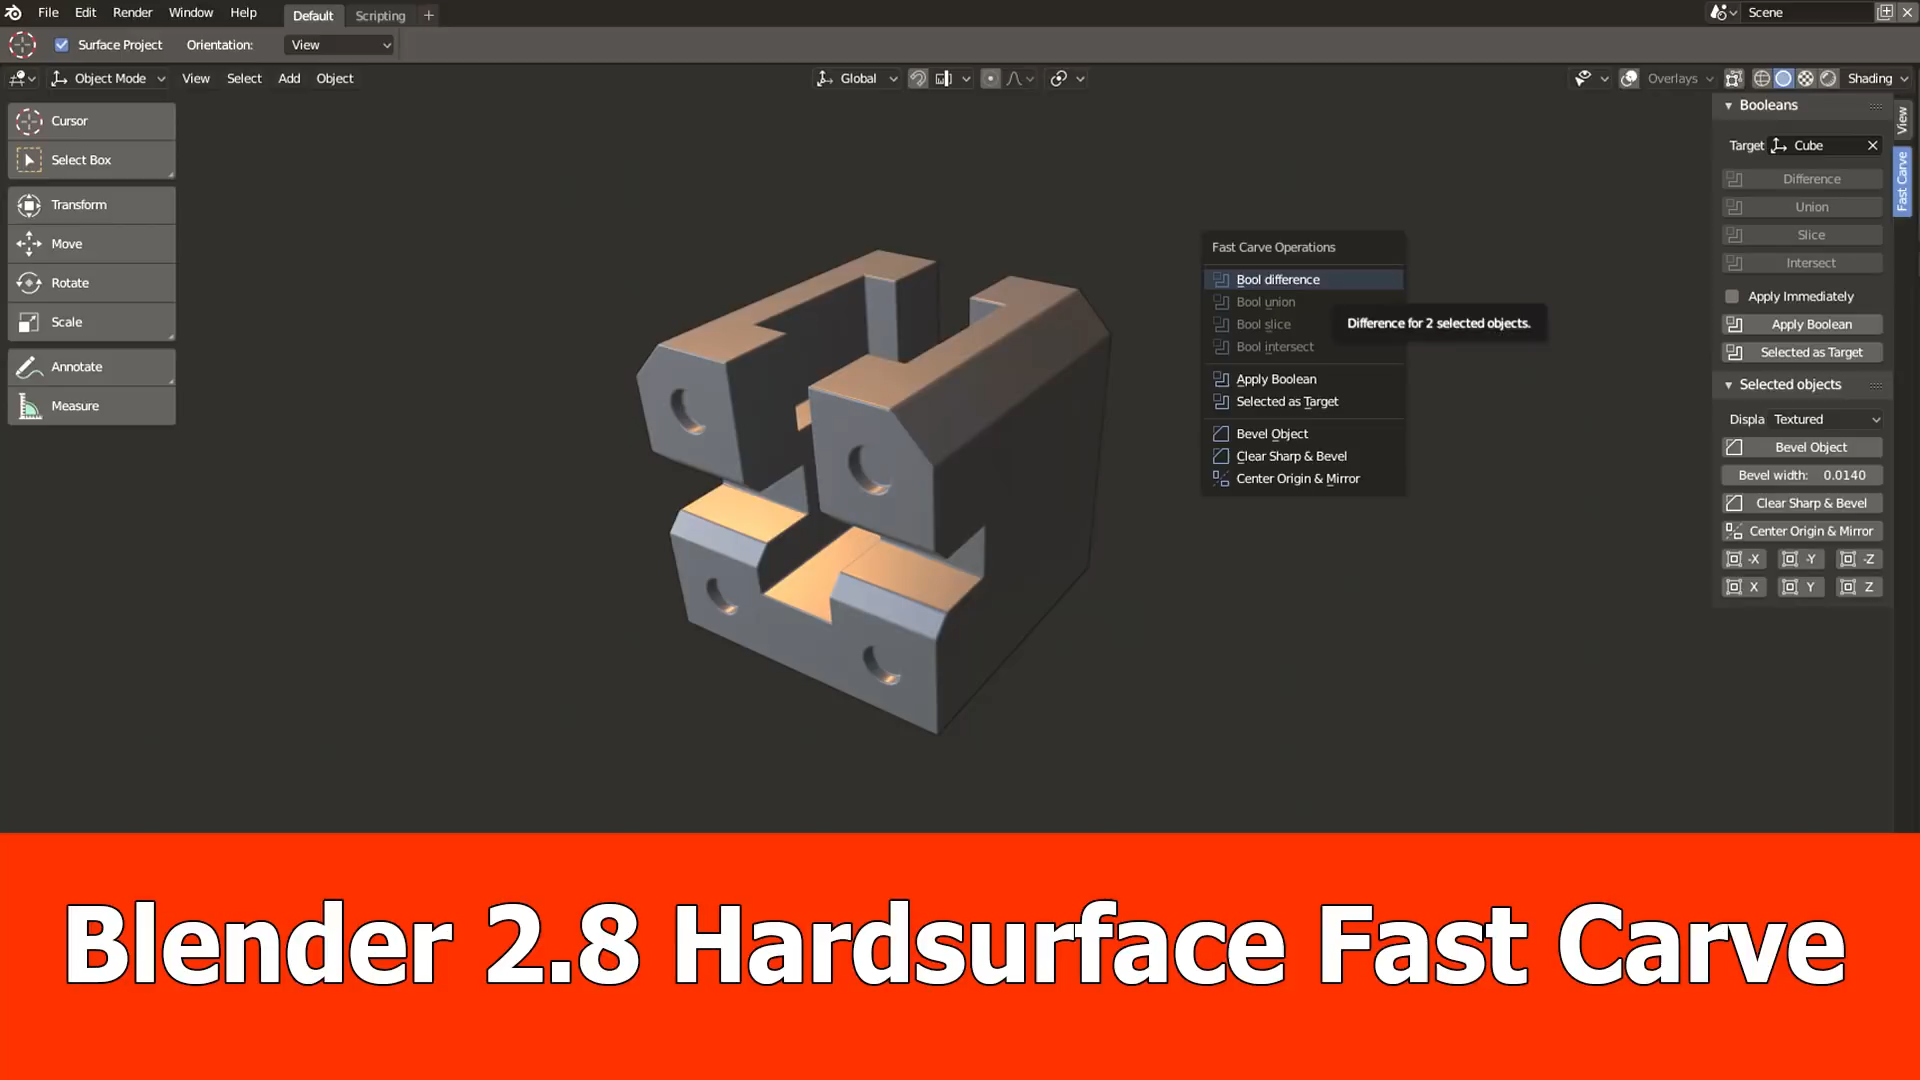 File Edit Render Window Help Default Scripting + Scene
Surface Project Orientation: View
Object Mode View Select Add Object Global Overlays Shading
Cursor
Select Box
Transform
Move
Rotate
Scale
Annotate
Measure
Fast Carve Operations
Bool difference
Bool union
Bool slice
Bool intersect
Difference for 2 selected objects.
Apply Boolean
Selected as Target
Bevel Object
Clear Sharp & Bevel
Center Origin & Mirror
Booleans
Target Cube
Difference
Union
Slice
Intersect
Apply Immediately
Apply Boolean
Selected as Target
Selected objects
Displa Textured
Bevel Object
Bevel width: 0.0140
Clear Sharp & Bevel
Center Origin & Mirror
-X -Y -Z
X Y Z
View
Fast Carve
Blender 2.8 Hardsurface Fast Carve